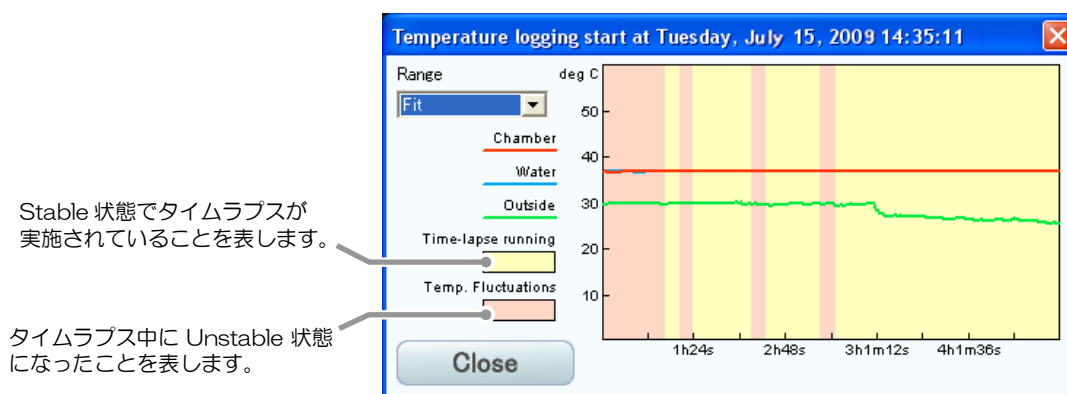 Temperature logging start at Tuesday, July 15, 2009 14:35:11
Range
Fit
deg C
50
40
30
20
10
Chamber
Water
Outside
Time-lapse running
Temp. Fluctuations
Close
1h24s
2h48s
3h1m12s
4h1m36s
Stable 状態でタイムラプスが
実施されていることを表します。
タイムラプス中に Unstable 状態
になったことを表します。